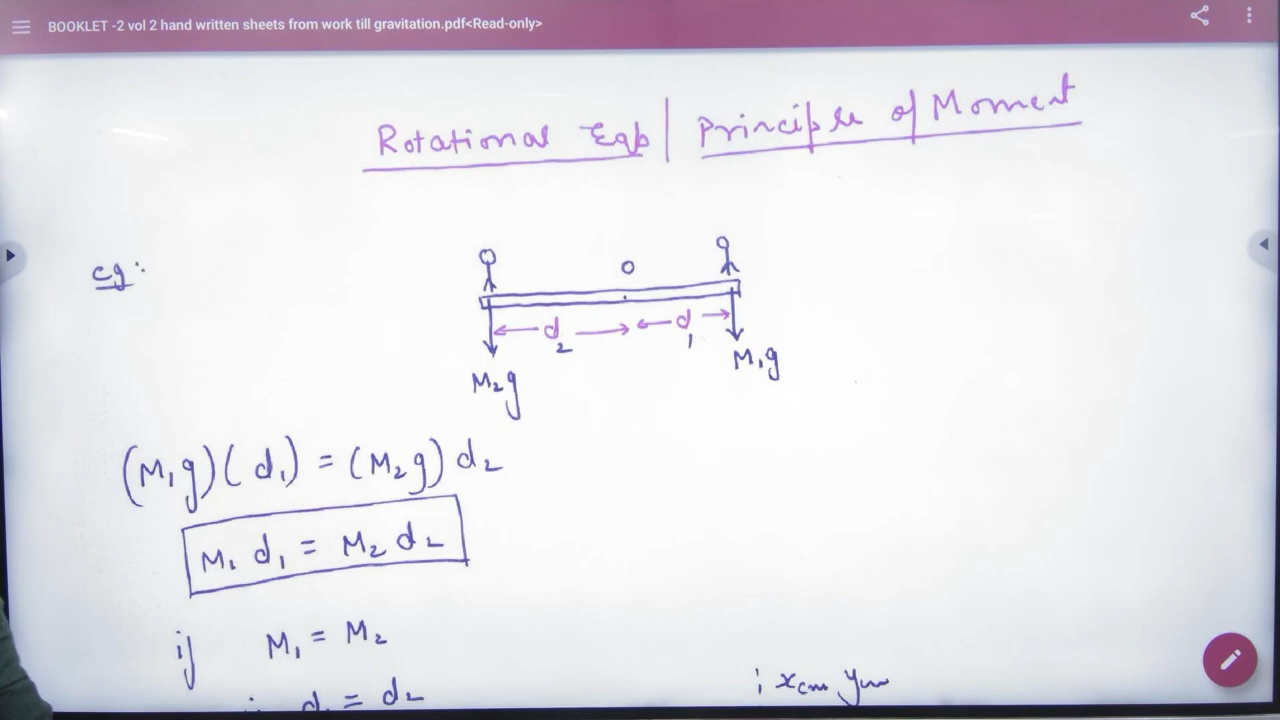 BOOKLET -2 vol 2 hand written sheets from work till gravitation.pdf<Read-only>
Rotational Eqb | Principle of Moment
eg:
O
d2 d1
M1g
M2g
(M1g)(d1) = (M2g) d2
M1 d1 = M2 d2
if M1 = M2
d1 = d2
; xcm ycm